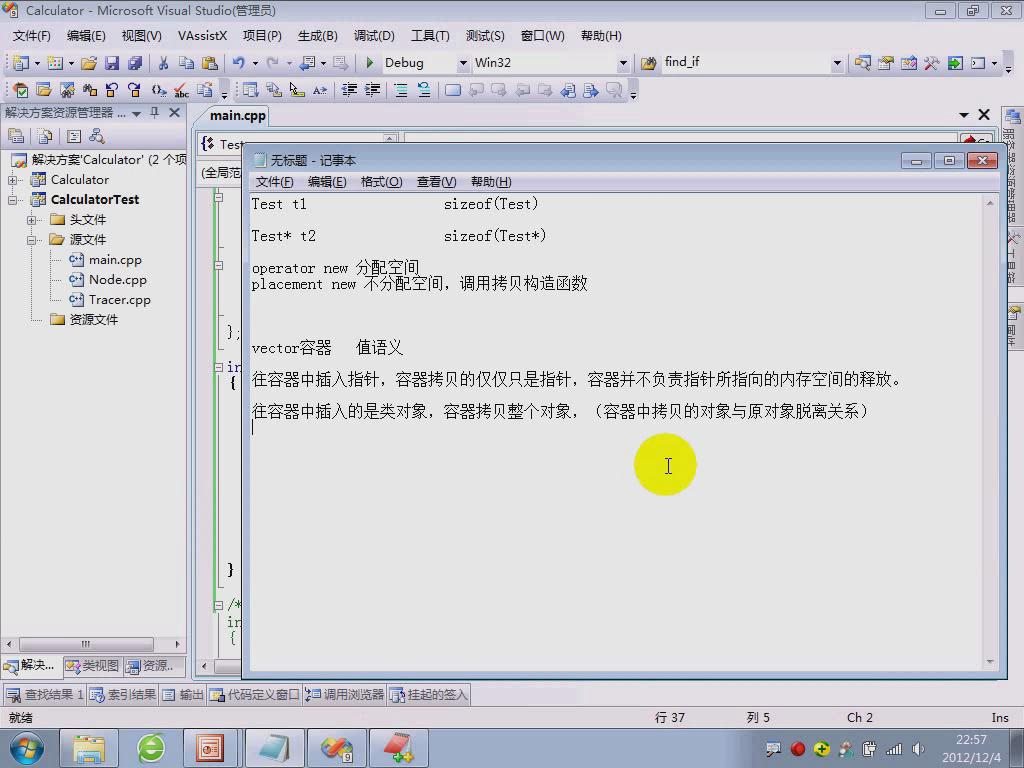 Calculator - Microsoft Visual Studio(管理员)
文件(F) 编辑(E) 视图(V) VAssistX 项目(P) 生成(B) 调试(D) 工具(T) 测试(S) 窗口(W) 帮助(H)
Debug Win32 find_if
解决方案资源管理器 ...
main.cpp
Test
(全局范
解决方案'Calculator' (2 个项
Calculator
CalculatorTest
头文件
源文件
main.cpp
Node.cpp
Tracer.cpp
资源文件
};
in
{
}
/*
in
{
无标题 - 记事本
文件(F) 编辑(E) 格式(O) 查看(V) 帮助(H)
Test t1 sizeof(Test)
Test* t2 sizeof(Test*)
operator new 分配空间
placement new 不分配空间，调用拷贝构造函数
vector容器 值语义
往容器中插入指针，容器拷贝的仅仅只是指针，容器并不负责指针所指向的内存空间的释放。
往容器中插入的是类对象，容器拷贝整个对象，（容器中拷贝的对象与原对象脱离关系）
解决... 类视图 资源...
查找结果 1 索引结果 输出 代码定义窗口 调用浏览器 挂起的签入
就绪 行 37 列 5 Ch 2 Ins
22:57
2012/12/4